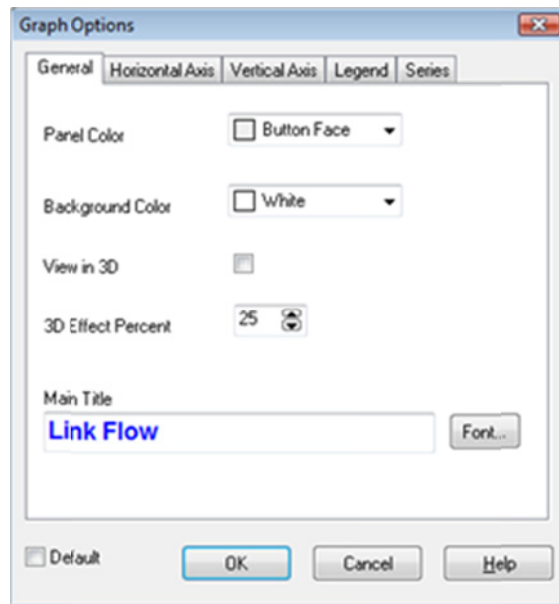 Graph Options
General Horizontal Axis Vertical Axis Legend Series
Panel Color Button Face
Background Color White
View in 3D
3D Effect Percent 25
Main Title
Link Flow Font...
Default OK Cancel Help